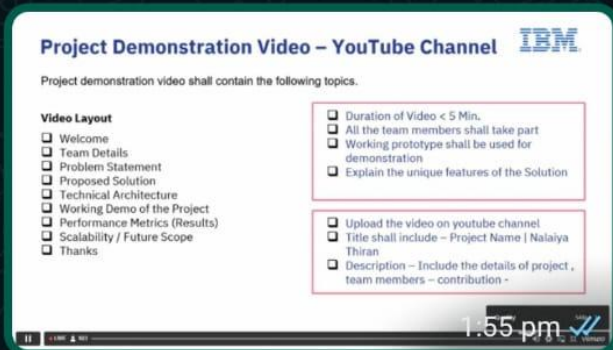 Project Demonstration Video – YouTube Channel
IBM
Project demonstration video shall contain the following topics.
Video Layout
Welcome
Team Details
Problem Statement
Proposed Solution
Technical Architecture
Working Demo of the Project
Performance Metrics (Results)
Scalability / Future Scope
Thanks
Duration of Video < 5 Min.
All the team members shall take part
Working prototype shall be used for
demonstration
Explain the unique features of the Solution
Upload the video on youtube channel
Title shall include – Project Name | Nalaiya
Thiran
Description – Include the details of project ,
team members – contribution -
1:55 pm
LIVE